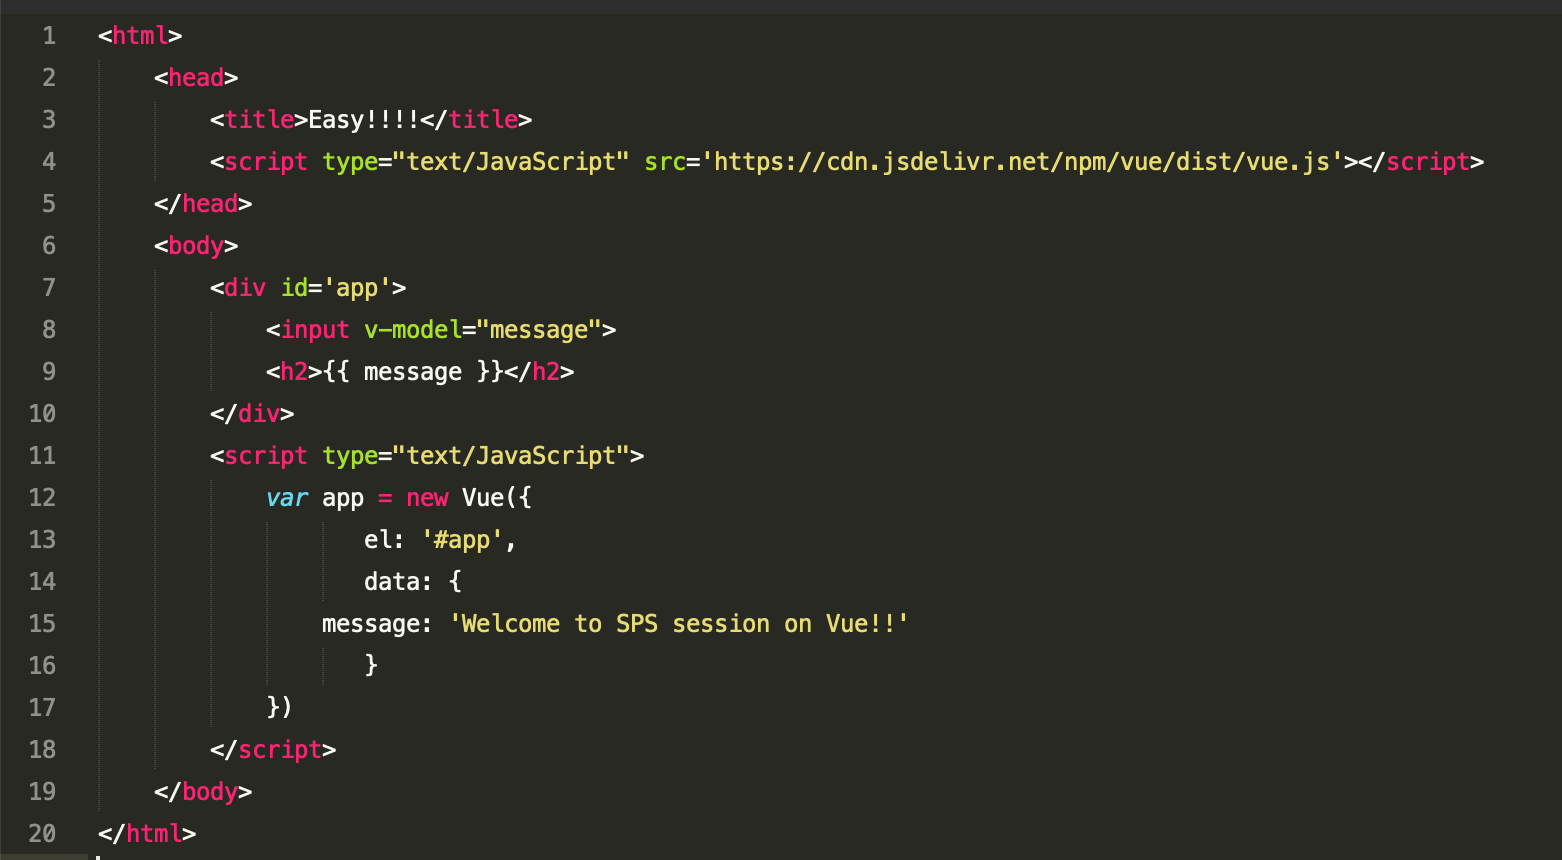 1 <html>
2 <head>
3 <title>Easy!!!!</title>
4 <script type="text/JavaScript" src='https://cdn.jsdelivr.net/npm/vue/dist/vue.js'></script>
5 </head>
6 <body>
7 <div id='app'>
8 <input v-model="message">
9 <h2>{{ message }}</h2>
10 </div>
11 <script type="text/JavaScript">
12 var app = new Vue({
13 el: '#app',
14 data: {
15 message: 'Welcome to SPS session on Vue!!'
16 }
17 })
18 </script>
19 </body>
20 </html>